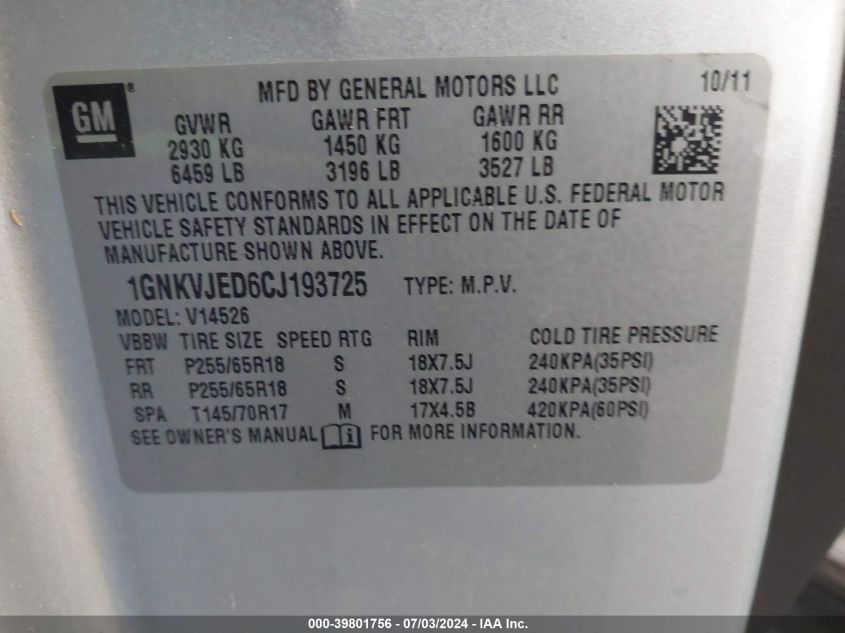 GM®
MFD BY GENERAL MOTORS LLC 10/11
GVWR GAWR FRT GAWR RR
2930 KG 1450 KG 1600 KG
6459 LB 3196 LB 3527 LB
THIS VEHICLE CONFORMS TO ALL APPLICABLE U.S. FEDERAL MOTOR
VEHICLE SAFETY STANDARDS IN EFFECT ON THE DATE OF
MANUFACTURE SHOWN ABOVE.
1GNKVJED6CJ193725 TYPE: M.P.V.
MODEL: V14526
VBBW TIRE SIZE SPEED RTG RIM COLD TIRE PRESSURE
FRT P255/65R18 S 18X7.5J 240KPA(35PSI)
RR P255/65R18 S 18X7.5J 240KPA(35PSI)
SPA T145/70R17 M 17X4.5B 420KPA(60PSI)
SEE OWNER'S MANUAL i FOR MORE INFORMATION.
000-39801756 - 07/03/2024 - IAA Inc.